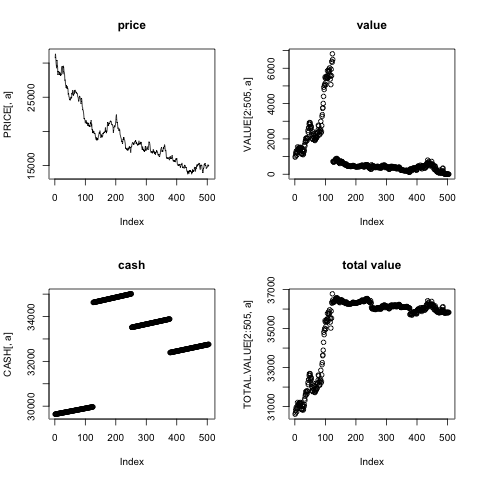 price
PRICE[, a]
15000 25000
0 100 200 300 400 500
Index
value
VALUE[2:505, a]
0 2000 4000 6000
0 100 200 300 400 500
Index
cash
CASH[, a]
30000 32000 34000
0 100 200 300 400 500
Index
total value
TOTAL.VALUE[2:505, a]
31000 33000 35000 37000
0 100 200 300 400 500
Index